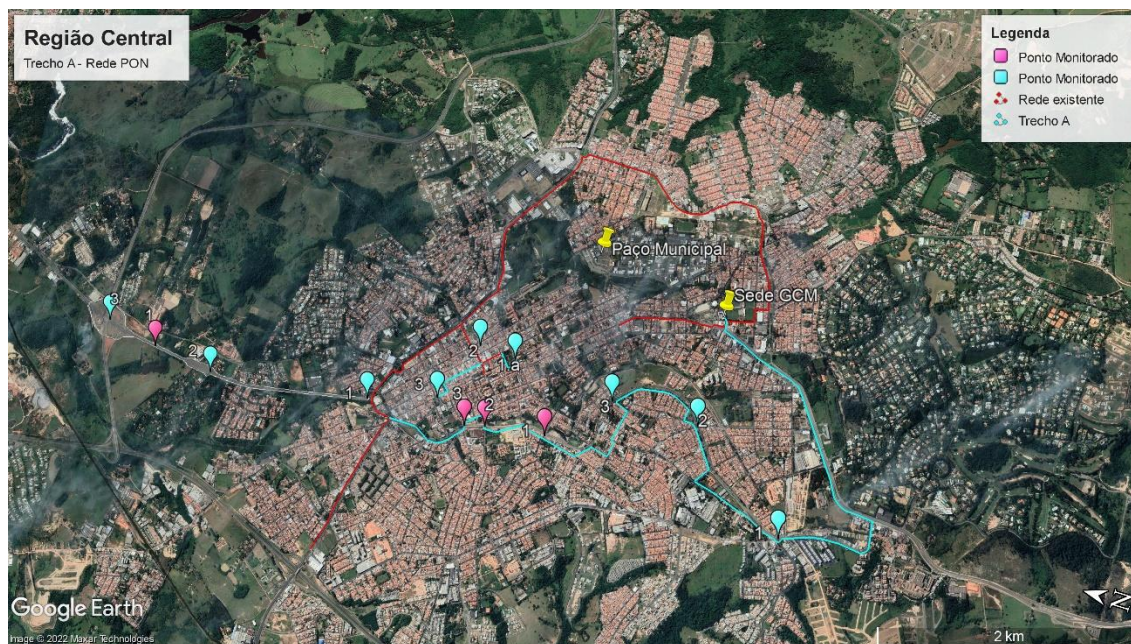 Região Central
Trecho A - Rede PON
Legenda
Ponto Monitorado
Ponto Monitorado
Rede existente
Trecho A
Paço Municipal
Sede GCM
3
1
2
1
2
1a
3
3
2
1
3
2
1
Google Earth
Image © 2022 Maxar Technologies
2 km
N